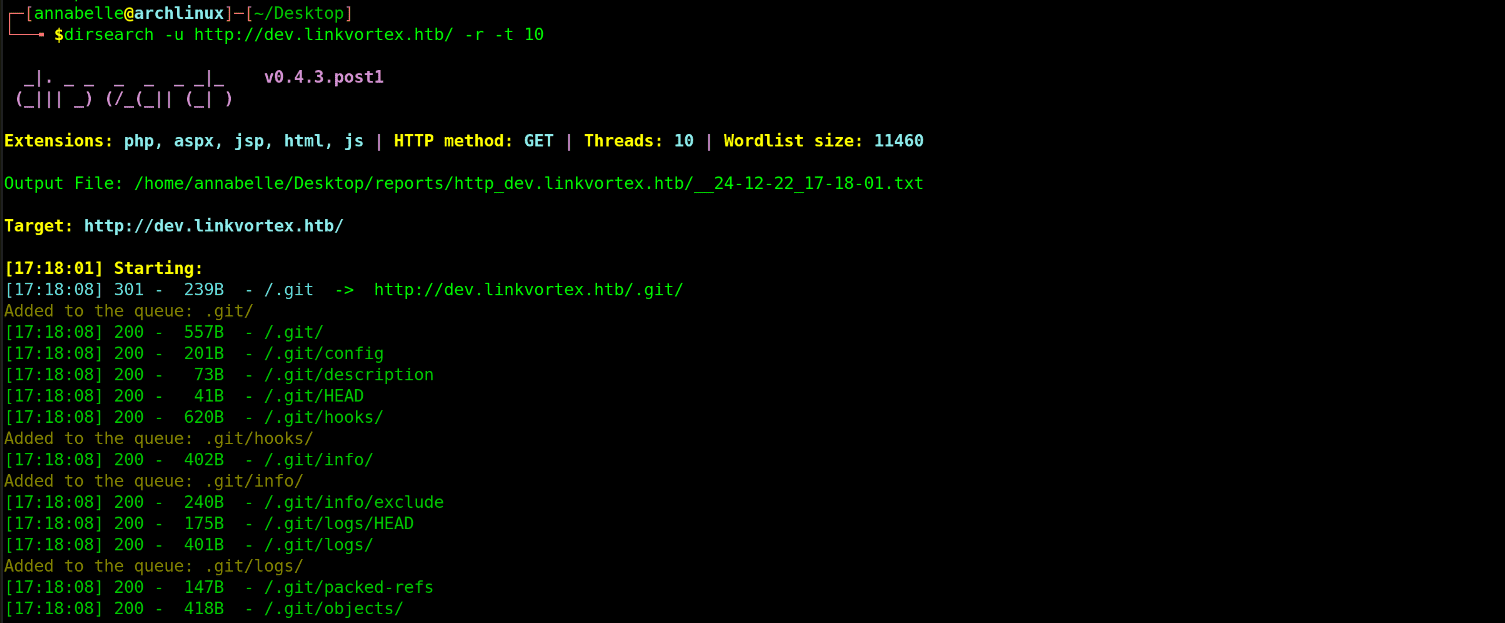 ┌─[annabelle@archlinux]─[~/Desktop]
└──╼ $dirsearch -u http://dev.linkvortex.htb/ -r -t 10
  _|. _ _  _  _  _ _|_    v0.4.3.post1
 (_||| _) (/_(_|| (_| )
Extensions: php, aspx, jsp, html, js | HTTP method: GET | Threads: 10 | Wordlist size: 11460
Output File: /home/annabelle/Desktop/reports/http_dev.linkvortex.htb/__24-12-22_17-18-01.txt
Target: http://dev.linkvortex.htb/
[17:18:01] Starting:
[17:18:08] 301 -  239B  - /.git  ->  http://dev.linkvortex.htb/.git/
Added to the queue: .git/
[17:18:08] 200 -  557B  - /.git/
[17:18:08] 200 -  201B  - /.git/config
[17:18:08] 200 -   73B  - /.git/description
[17:18:08] 200 -   41B  - /.git/HEAD
[17:18:08] 200 -  620B  - /.git/hooks/
Added to the queue: .git/hooks/
[17:18:08] 200 -  402B  - /.git/info/
Added to the queue: .git/info/
[17:18:08] 200 -  240B  - /.git/info/exclude
[17:18:08] 200 -  175B  - /.git/logs/HEAD
[17:18:08] 200 -  401B  - /.git/logs/
Added to the queue: .git/logs/
[17:18:08] 200 -  147B  - /.git/packed-refs
[17:18:08] 200 -  418B  - /.git/objects/